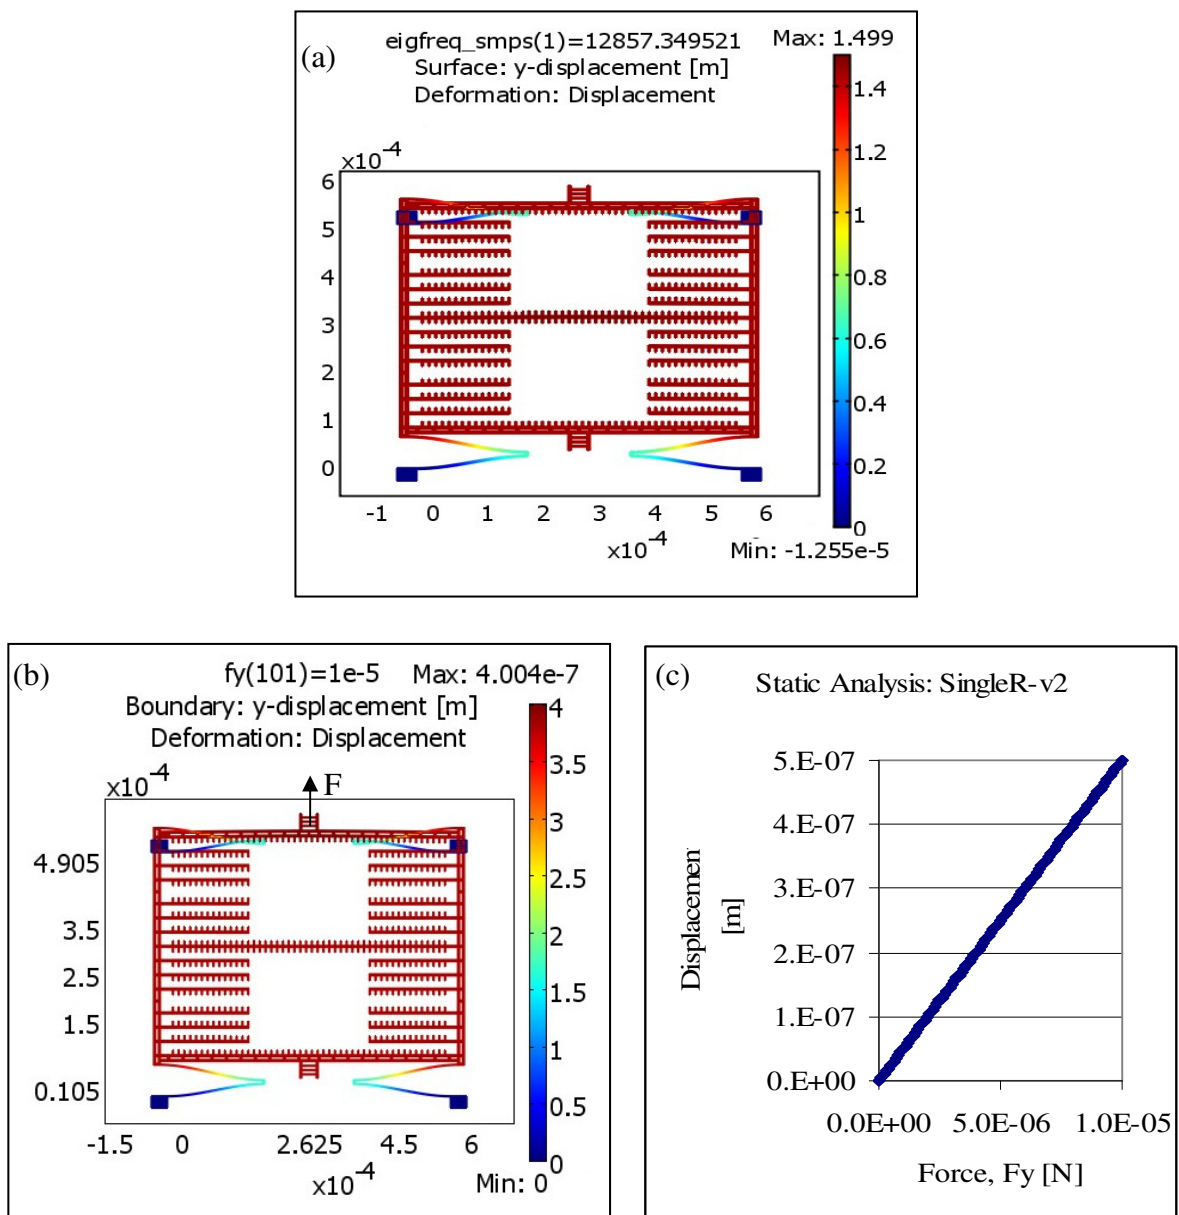 (a)
eigfreq_smps(1)=12857.349521 Max: 1.499
Surface: y-displacement [m]
Deformation: Displacement
x10-4
6
5
4
3
2
1
0
-1 0 1 2 3 4 5 6
x10-4
1.4
1.2
1
0.8
0.6
0.4
0.2
0
Min: -1.255e-5
(b)
fy(101)=1e-5 Max: 4.004e-7
Boundary: y-displacement [m]
Deformation: Displacement
x10-4
F
4.905
3.5
2.5
1.5
0.105
-1.5 0 2.625 4.5 6
x10-4
4
3.5
3
2.5
2
1.5
1
0.5
0
Min: 0
(c)
Static Analysis: SingleR-v2
Displacemen
[m]
5.E-07
4.E-07
3.E-07
2.E-07
1.E-07
0.E+00
0.0E+00 5.0E-06 1.0E-05
Force, Fy [N]